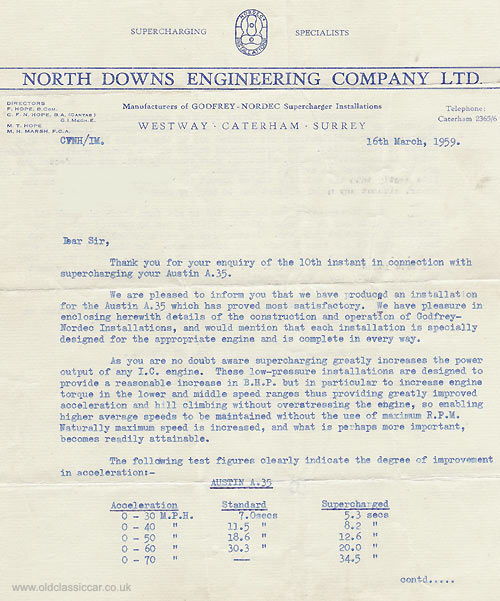 SUPERCHARGING
NORDEC
INSTALLATIONS
SPECIALISTS
NORTH DOWNS ENGINEERING COMPANY LTD.
DIRECTORS
F. HOPE, B.COM.
C. F. N. HOPE, B.A. (CANTAB)
G.I.MECH.E.
M. T. HOPE
M. H. MARSH, F.C.A.
Manufacturers of GODFREY-NORDEC Supercharger Installations
WESTWAY · CATERHAM · SURREY
Telephone:
Caterham 2365/6
/IM.
16th March, 1959.
Dear Sir,
Thank you for your enquiry of the 10th instant in connection with
supercharging your Austin A.35.
We are pleased to inform you that we have produced an installation
for the Austin A.35 which has proved most satisfactory. We have pleasure in
enclosing herewith details of the construction and operation of Godfrey-
Nordec Installations, and would mention that each installation is specially
designed for the appropriate engine and is complete in every way.
As you are no doubt aware supercharging greatly increases the power
output of any I.C. engine. These low-pressure installations are designed to
provide a reasonable increase in B.H.P. but in particular to increase engine
torque in the lower and middle speed ranges thus providing greatly improved
acceleration and hill climbing without overstressing the engine, so enabling
higher average speeds to be maintained without the use of maximum R.P.M.
Naturally maximum speed is increased, and what is perhaps more important,
becomes readily attainable.
The following test figures clearly indicate the degree of improvement
in acceleration:-
AUSTIN A.35
Acceleration Standard Supercharged
0 - 30 M.P.H. 7.0secs 5.3 secs
0 - 40 " 11.5 " 8.2 "
0 - 50 " 18.6 " 12.6 "
0 - 60 " 30.3 " 20.0 "
0 - 70 " — 34.5 "
contd.....
www.oldclassiccar.co.uk